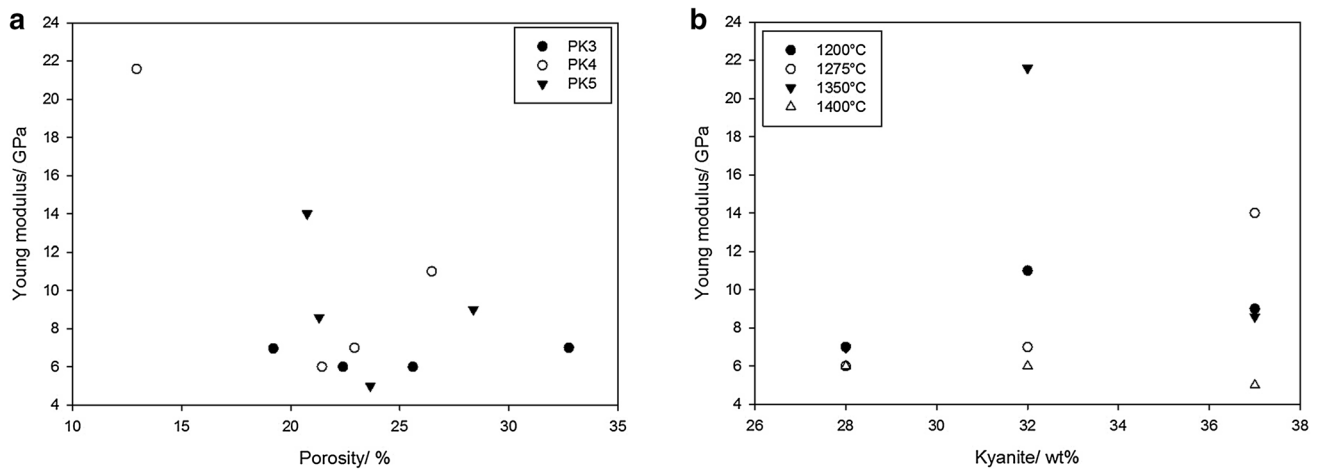 a
24
22
20
18
16
14
12
10
8
6
4
Young modulus/ GPa
PK3
PK4
PK5
10 15 20 25 30 35
Porosity/ %
b
24
22
20
18
16
14
12
10
8
6
4
Young modulus/ GPa
1200°C
1275°C
1350°C
1400°C
26 28 30 32 34 36 38
Kyanite/ wt%